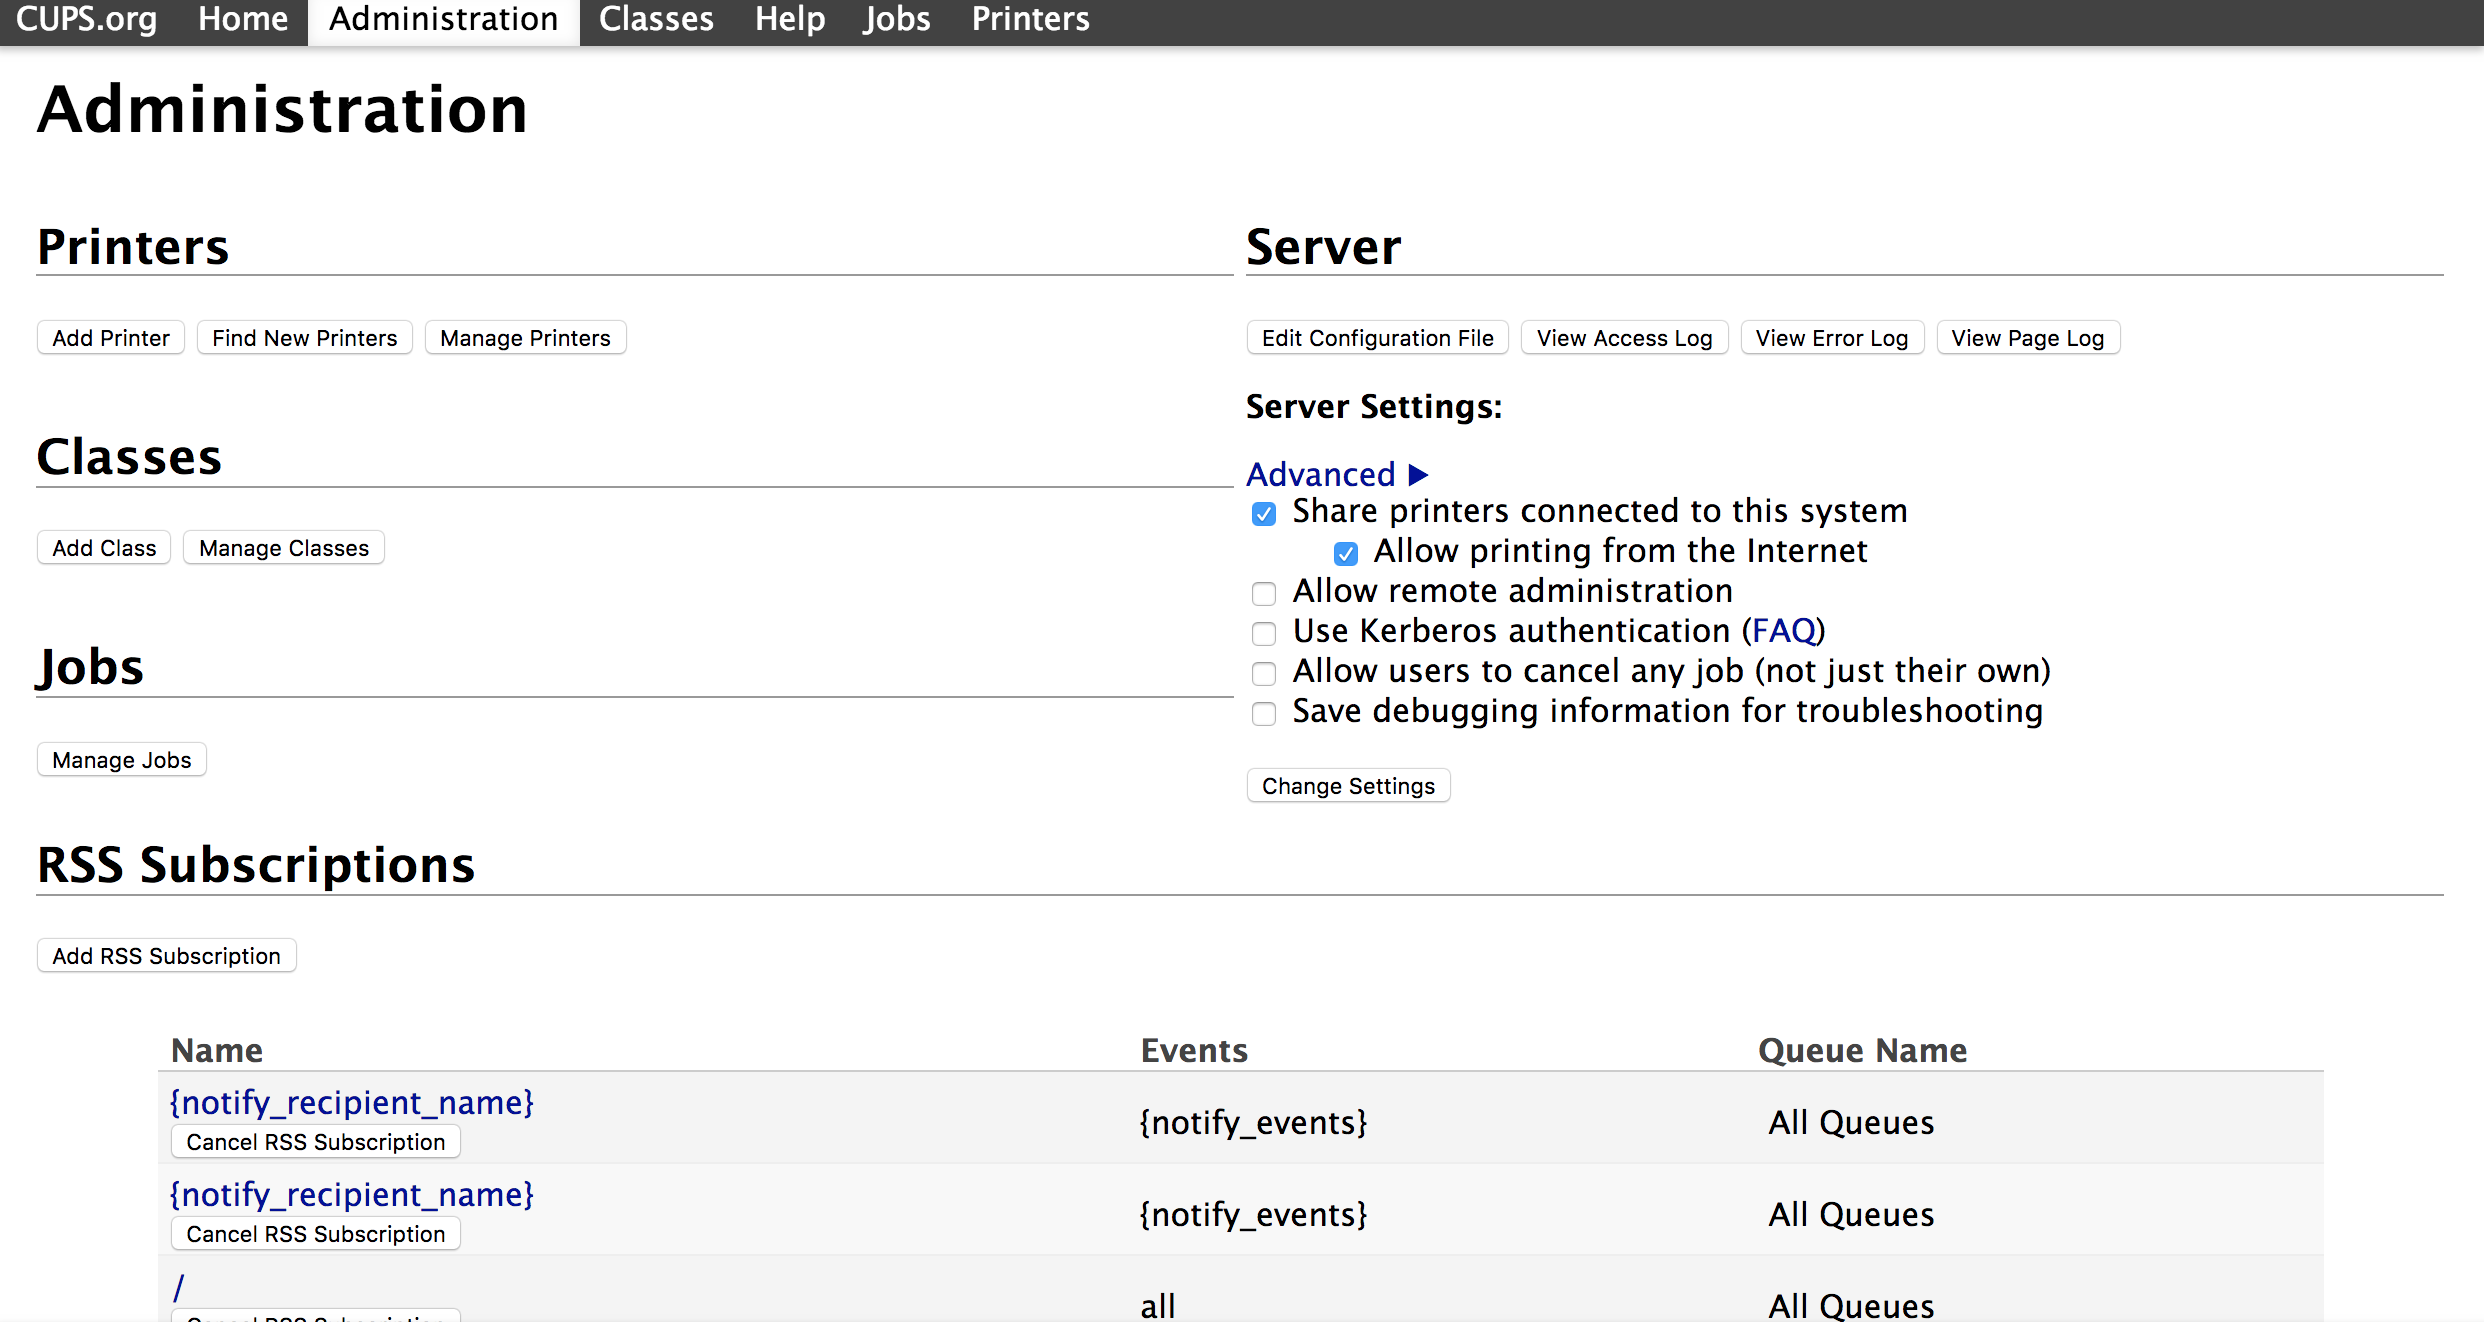 CUPS.org Home Administration Classes Help Jobs Printers
Administration
Printers
Add Printer Find New Printers Manage Printers
Classes
Add Class Manage Classes
Jobs
Manage Jobs
Server
Edit Configuration File View Access Log View Error Log View Page Log
Server Settings:
Advanced ▶
Share printers connected to this system
Allow printing from the Internet
Allow remote administration
Use Kerberos authentication (FAQ)
Allow users to cancel any job (not just their own)
Save debugging information for troubleshooting
Change Settings
RSS Subscriptions
Add RSS Subscription
Name Events Queue Name
{notify_recipient_name}
Cancel RSS Subscription
{notify_events} All Queues
{notify_recipient_name}
Cancel RSS Subscription
{notify_events} All Queues
/
Cancel RSS Subscription
all All Queues